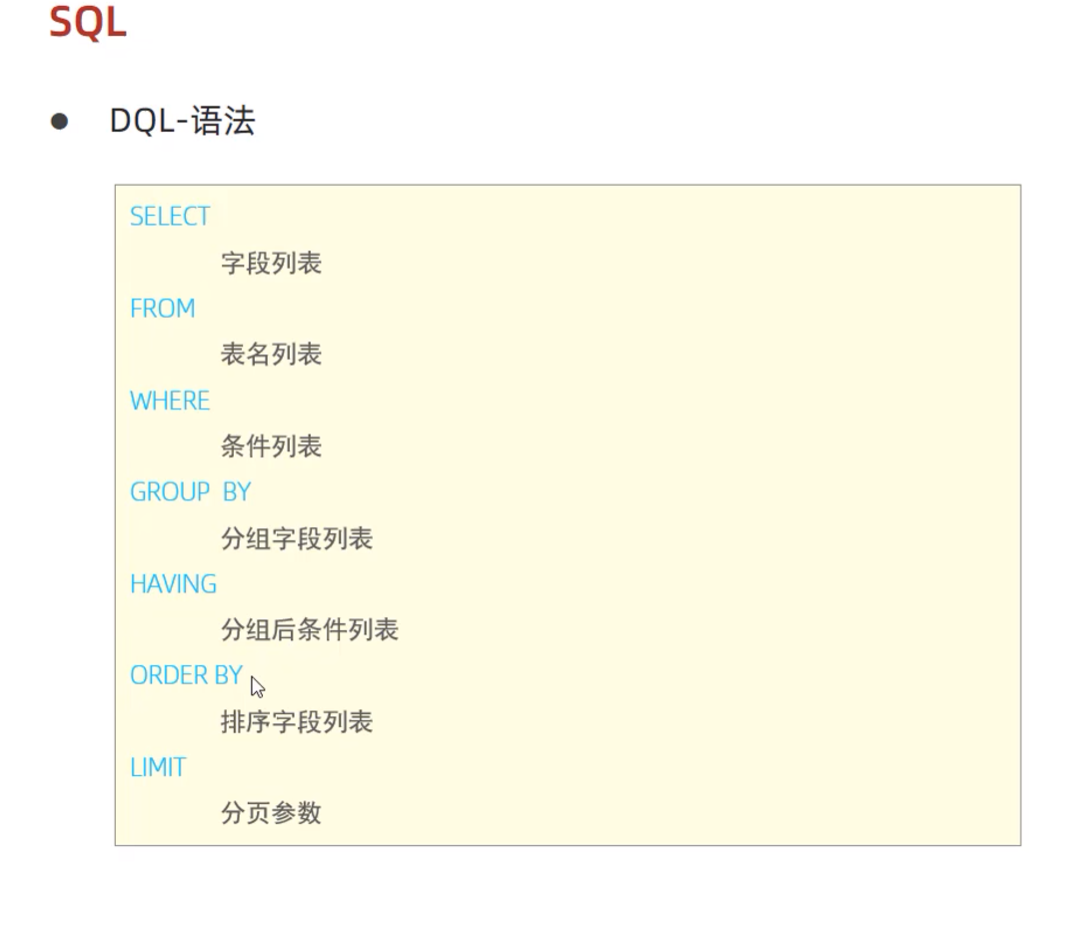 SQL
DQL-语法
SELECT
字段列表
FROM
表名列表
WHERE
条件列表
GROUP BY
分组字段列表
HAVING
分组后条件列表
ORDER BY
排序字段列表
LIMIT
分页参数